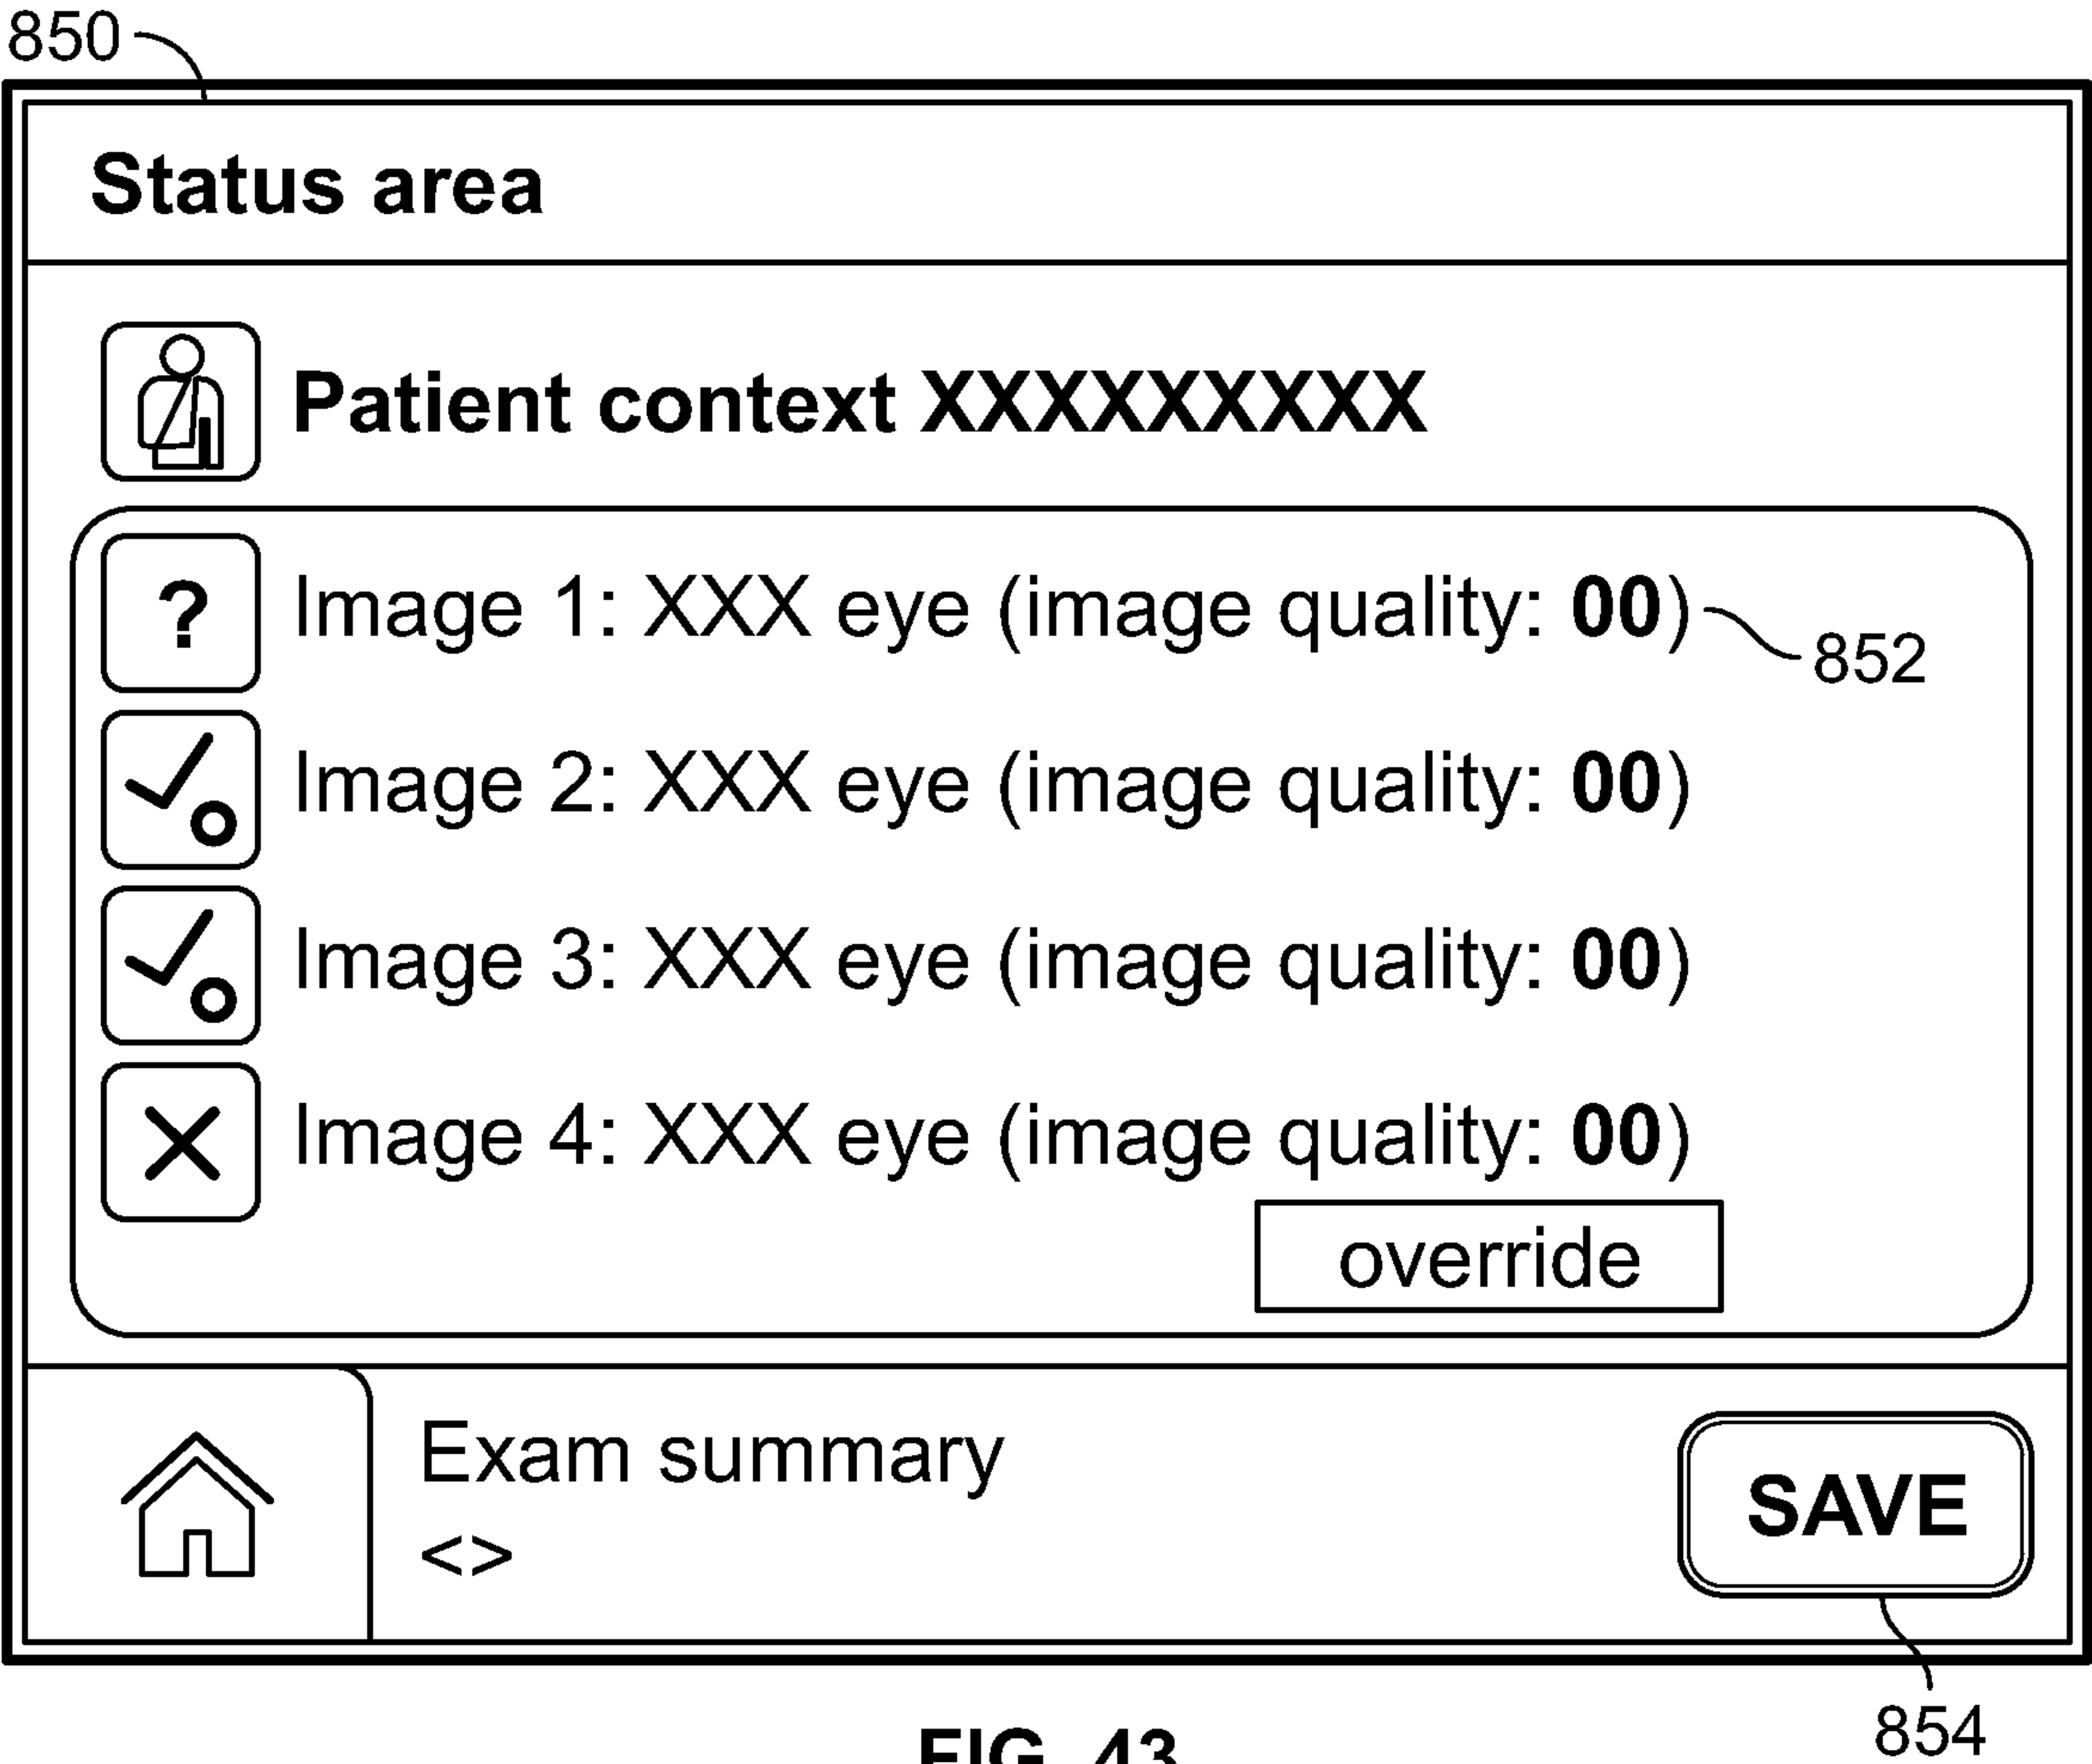 850
Status area
Patient context XXXXXXXXX
? Image 1: XXX eye (image quality: 00)
852
Image 2: XXX eye (image quality: 00)
Image 3: XXX eye (image quality: 00)
Image 4: XXX eye (image quality: 00)
override
Exam summary
<>
SAVE
854
FIG. 43